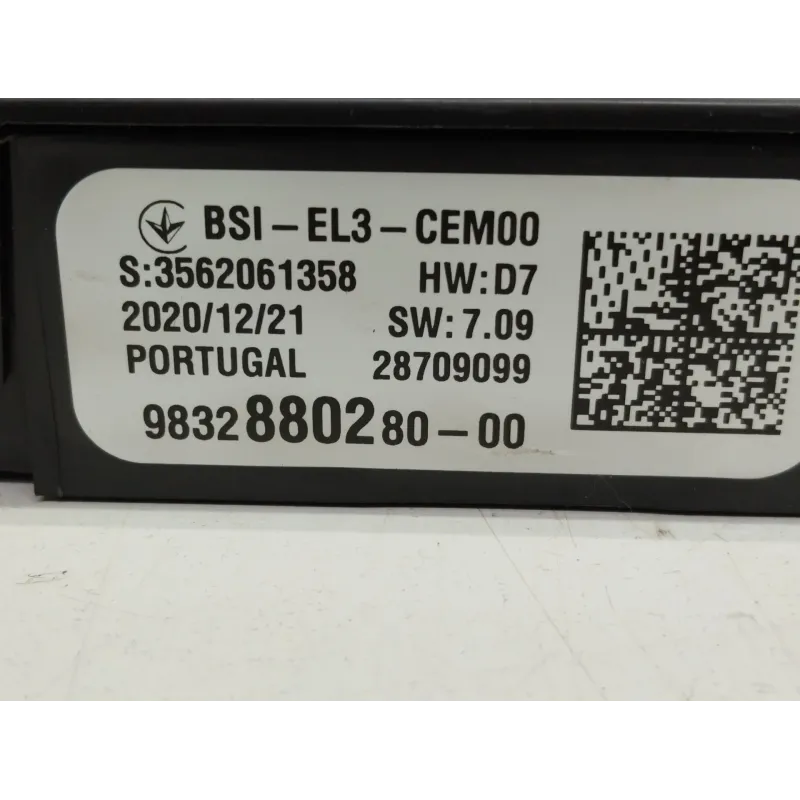 BSI-EL3-CEM00
S:3562061358 HW:D7
2020/12/21 SW:7.09
PORTUGAL 28709099
9832880280-00